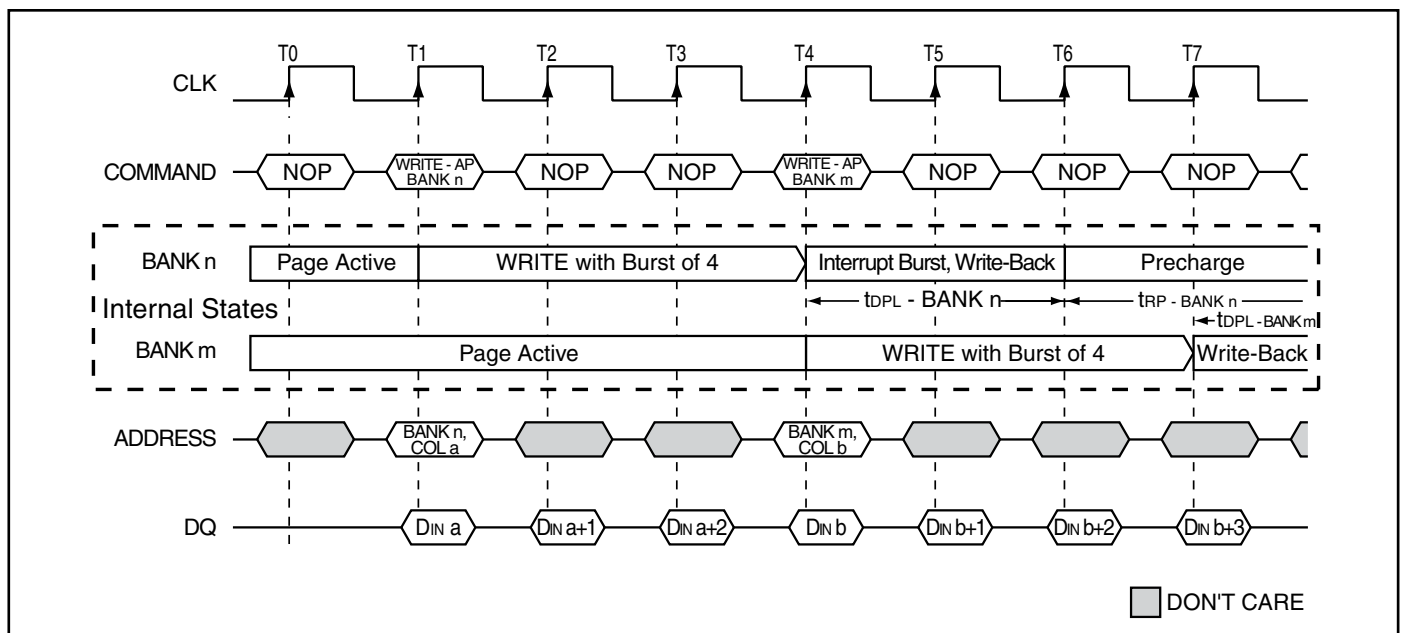 T0 T1 T2 T3 T4 T5 T6 T7
CLK
COMMAND NOP WRITE - AP BANK n NOP NOP WRITE - AP BANK m NOP NOP NOP
BANK n Page Active WRITE with Burst of 4 Interrupt Burst, Write-Back Precharge
tDPL - BANK n tRP - BANK n
Internal States
tDPL - BANK m
BANK m Page Active WRITE with Burst of 4 Write-Back
ADDRESS BANK n, COL a BANK m, COL b
DQ DIN a DIN a+1 DIN a+2 DIN b DIN b+1 DIN b+2 DIN b+3
DON'T CARE